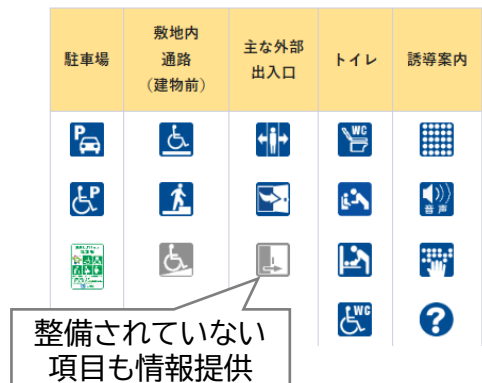 駐車場
敷地内
通路
(建物前)
主な外部
出入口
トイレ
誘導案内
P
WC
P
音声
WC
?
整備されていない
項目も情報提供